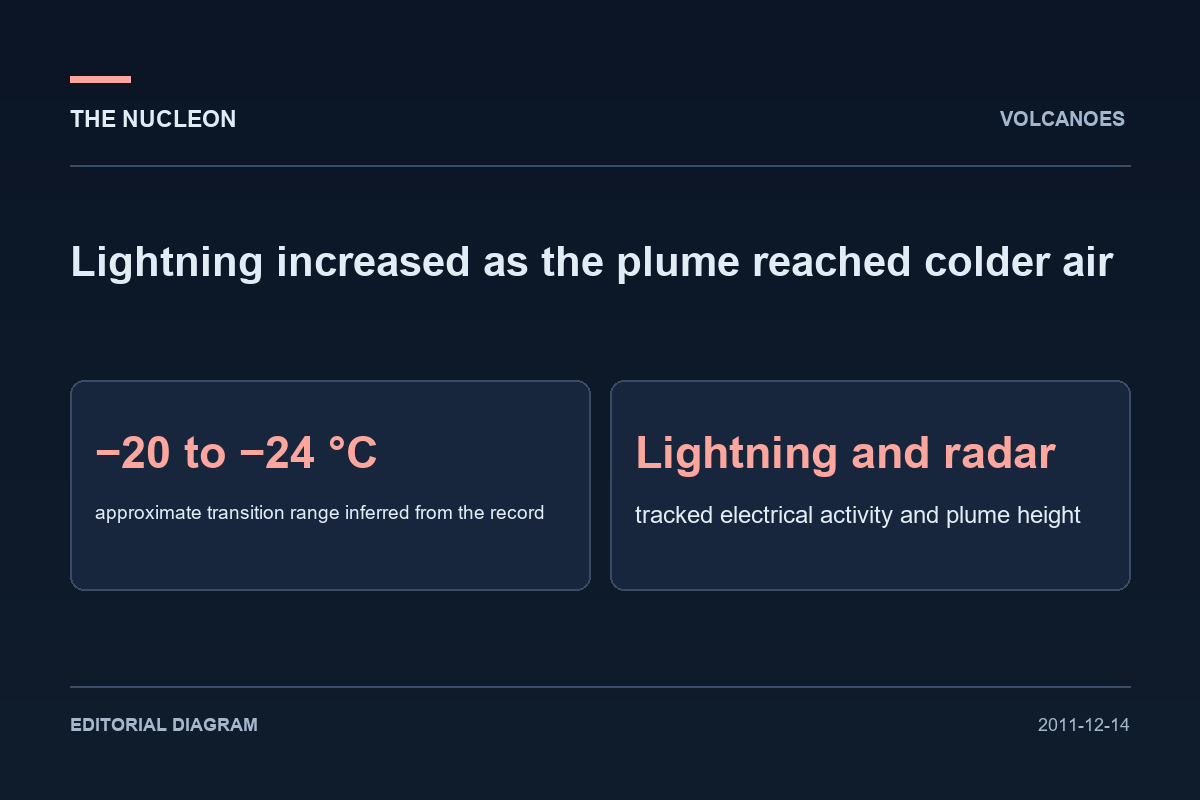 THE NUCLEON
VOLCANOES
Lightning increased as the plume reached colder air
−20 to −24 °C
approximate transition range inferred from the record
Lightning and radar
tracked electrical activity and plume height
EDITORIAL DIAGRAM
2011-12-14